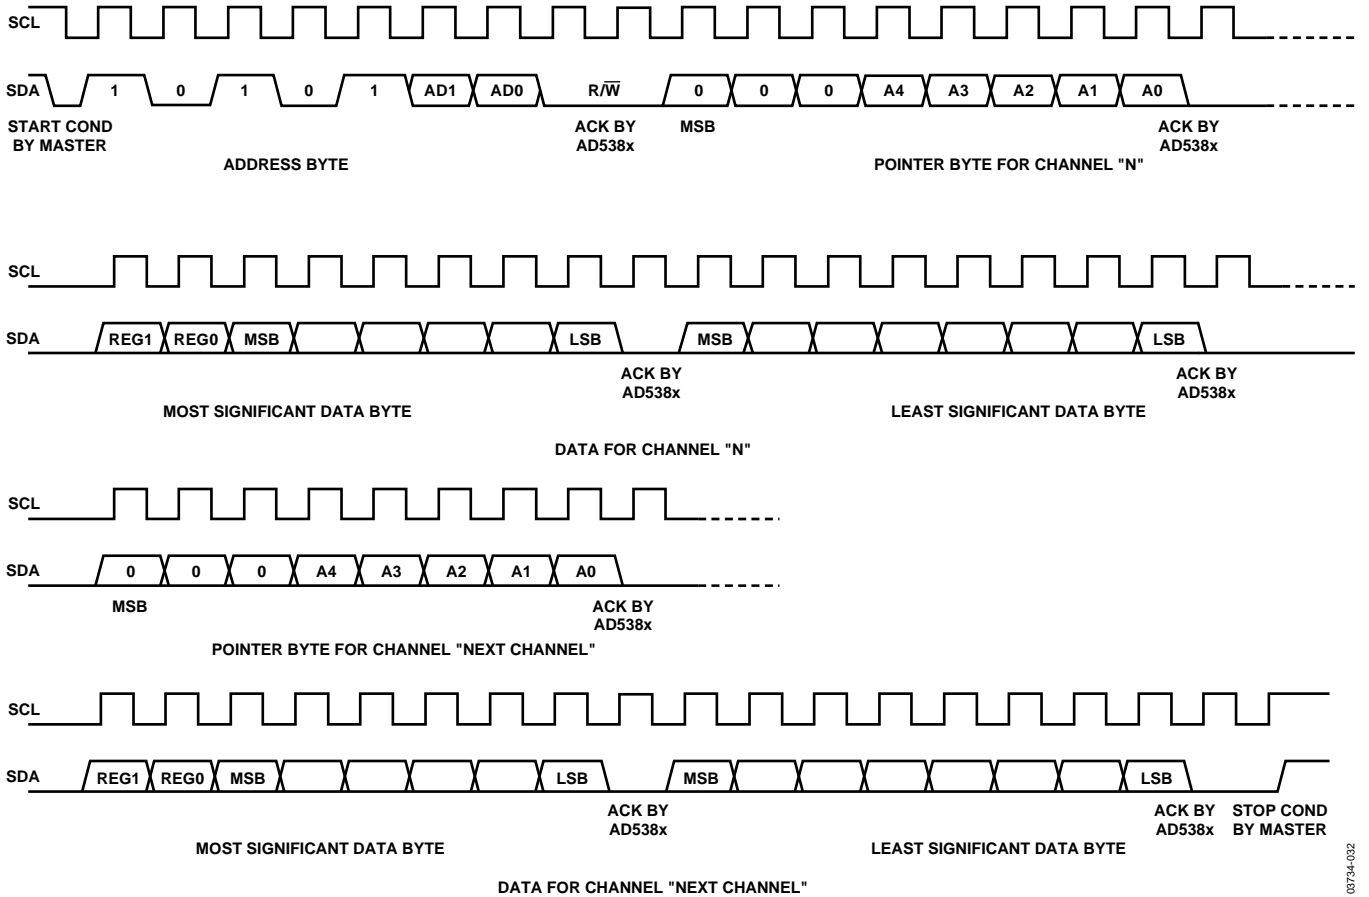 SCL
SDA 1 0 1 0 1 AD1 AD0 R/W̅ 0 0 0 A4 A3 A2 A1 A0
START COND
BY MASTER
ACK BY
AD538x
MSB
ACK BY
AD538x
ADDRESS BYTE
POINTER BYTE FOR CHANNEL "N"
SCL
SDA REG1 REG0 MSB LSB MSB LSB
ACK BY
AD538x
ACK BY
AD538x
MOST SIGNIFICANT DATA BYTE
LEAST SIGNIFICANT DATA BYTE
DATA FOR CHANNEL "N"
SCL
SDA 0 0 0 A4 A3 A2 A1 A0
MSB
ACK BY
AD538x
POINTER BYTE FOR CHANNEL "NEXT CHANNEL"
SCL
SDA REG1 REG0 MSB LSB MSB LSB
ACK BY
AD538x
ACK BY
AD538x
STOP COND
BY MASTER
MOST SIGNIFICANT DATA BYTE
LEAST SIGNIFICANT DATA BYTE
DATA FOR CHANNEL "NEXT CHANNEL"
03734-032